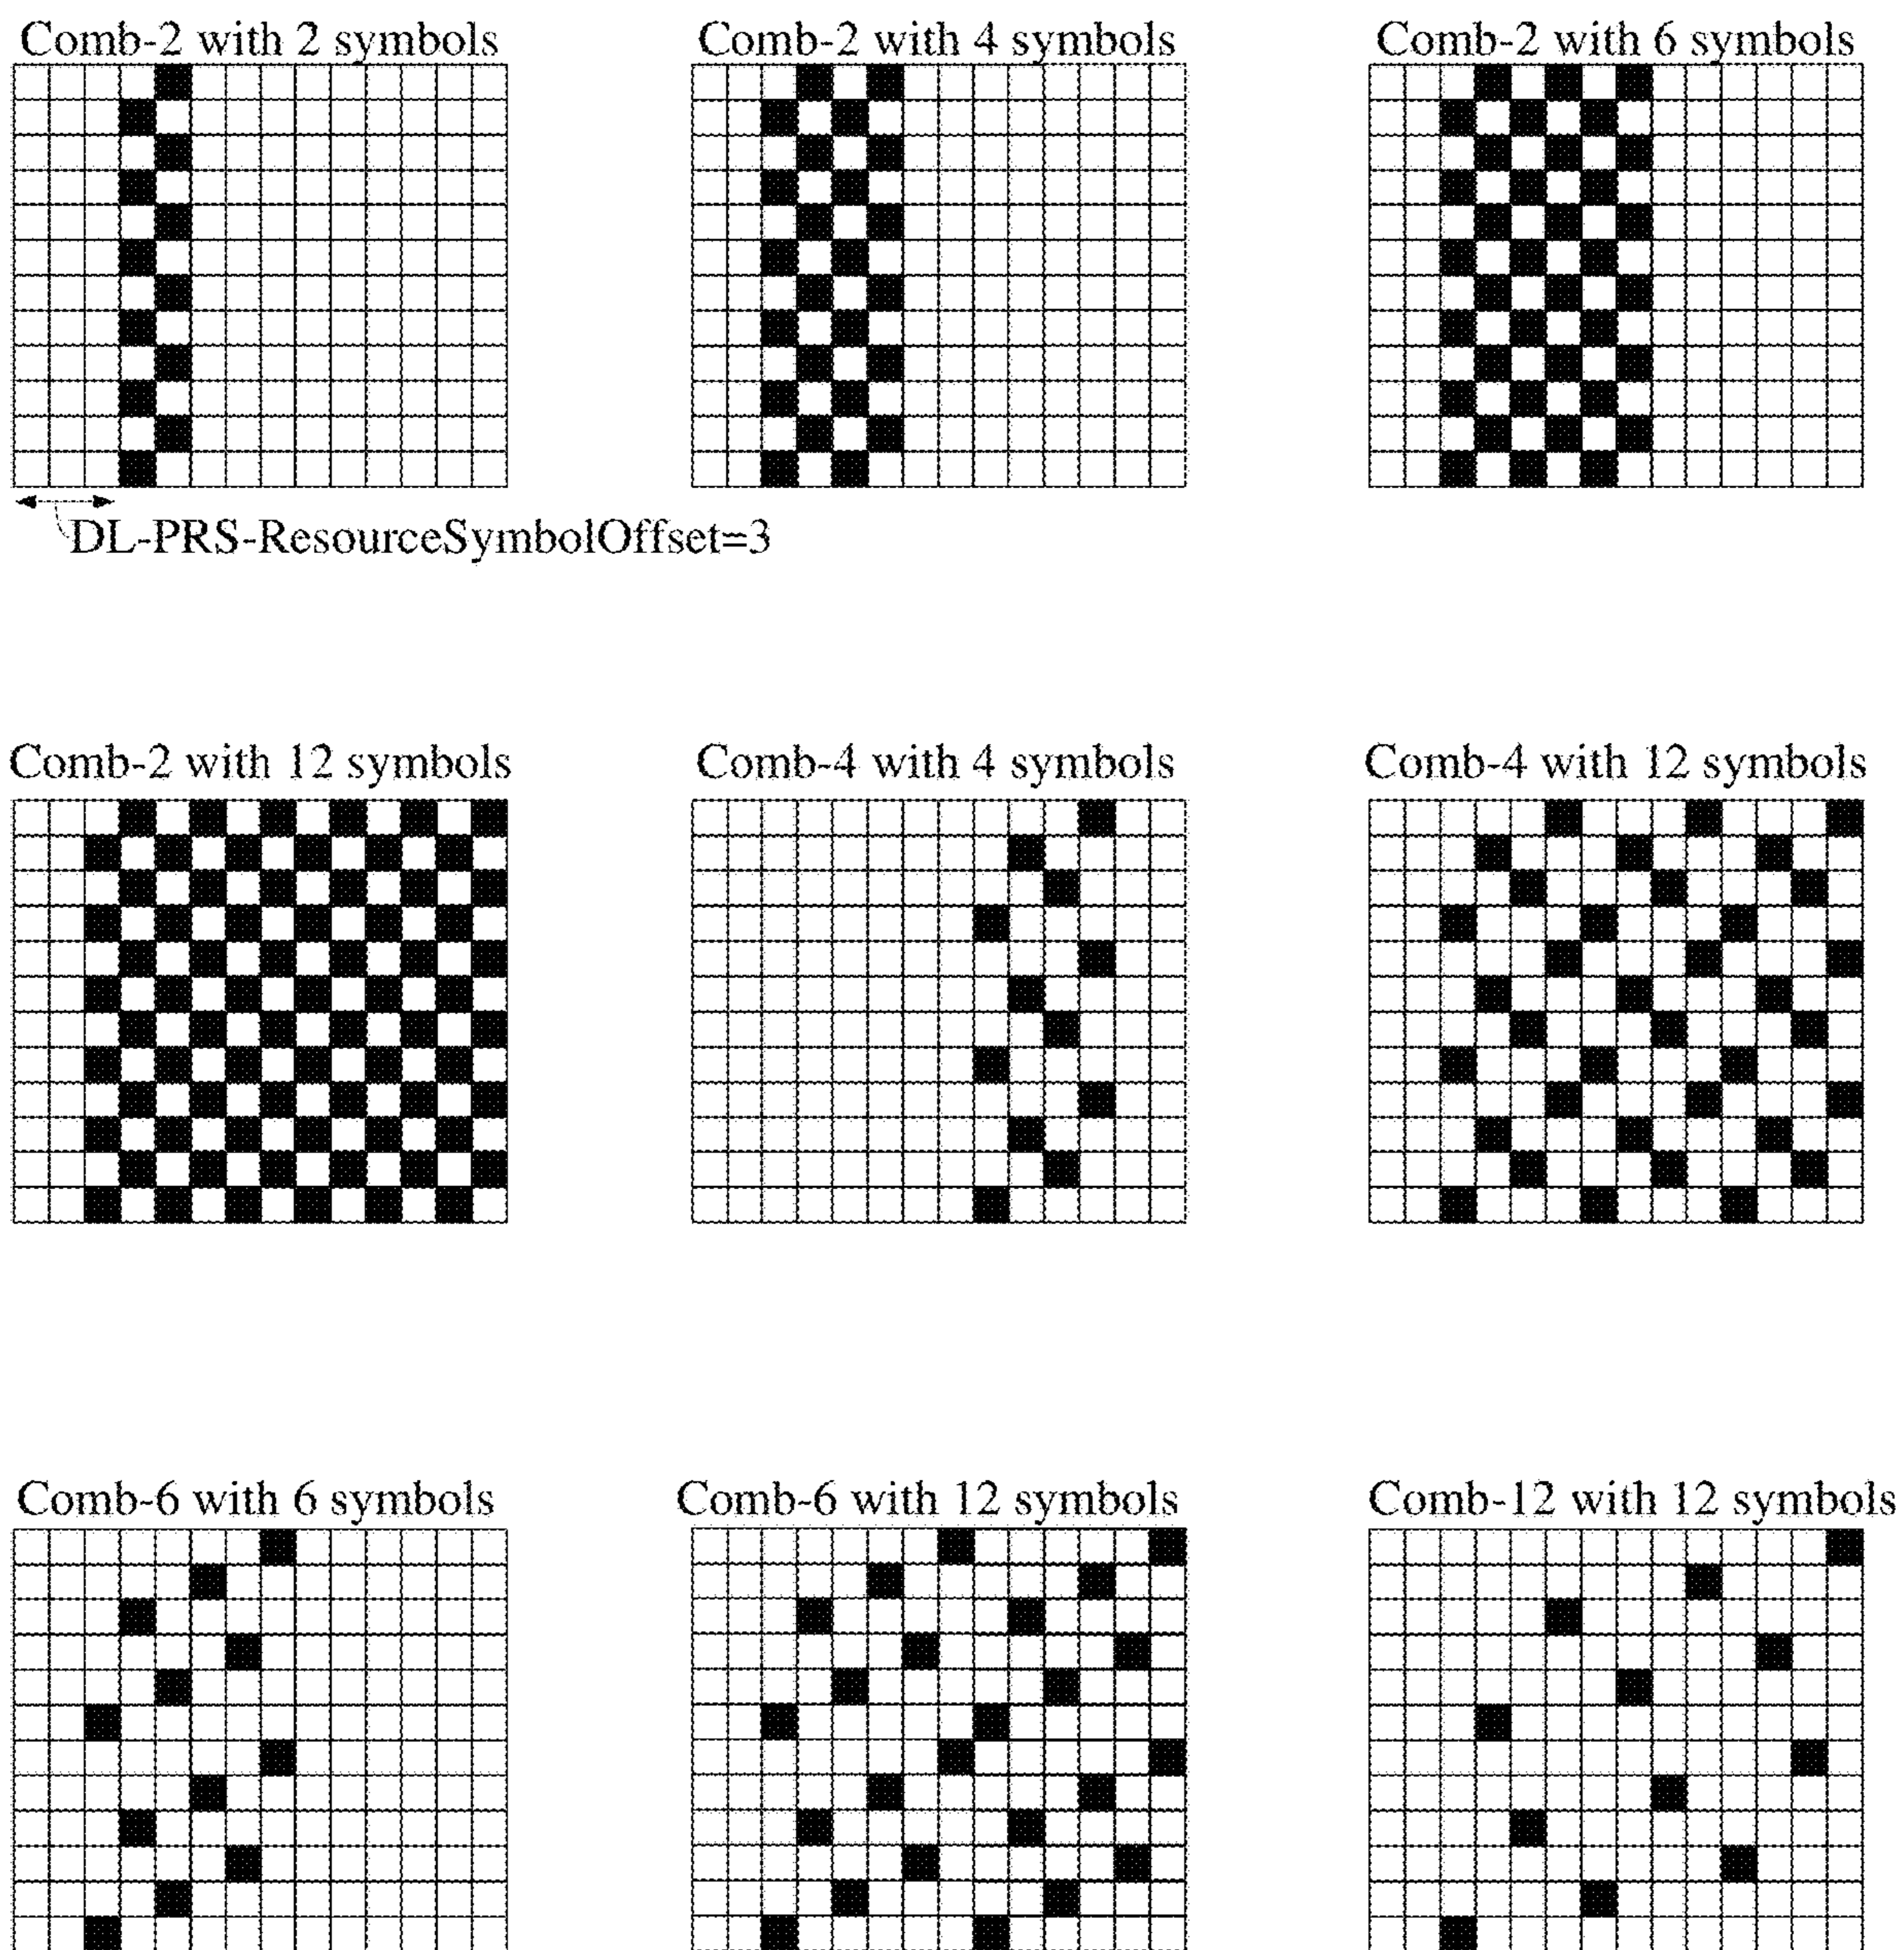 Comb-2 with 2 symbols
Comb-2 with 4 symbols
Comb-2 with 6 symbols
DL-PRS-ResourceSymbolOffset=3
Comb-2 with 12 symbols
Comb-4 with 4 symbols
Comb-4 with 12 symbols
Comb-6 with 6 symbols
Comb-6 with 12 symbols
Comb-12 with 12 symbols